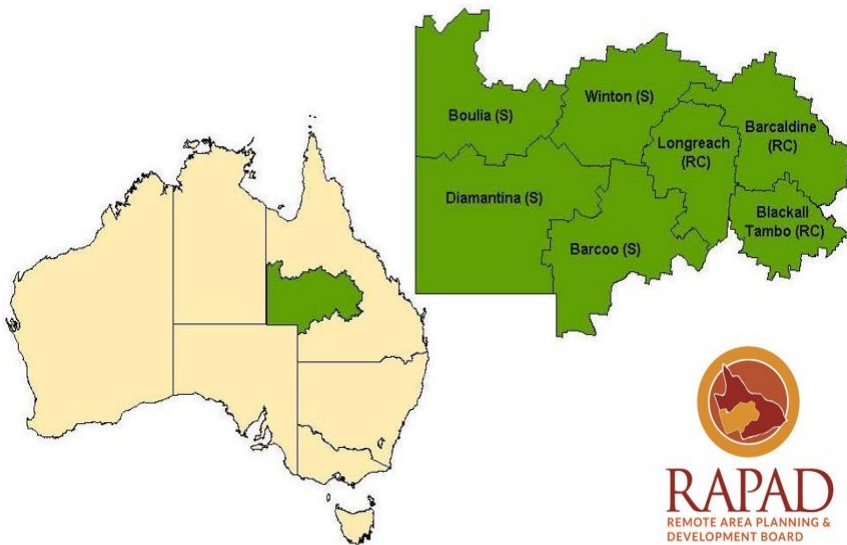 Boulia (S)
Winton (S)
Longreach
(RC)
Barcaldine
(RC)
Diamantina (S)
Barcoo (S)
Blackall
Tambo (RC)
RAPAD
REMOTE AREA PLANNING &
DEVELOPMENT BOARD